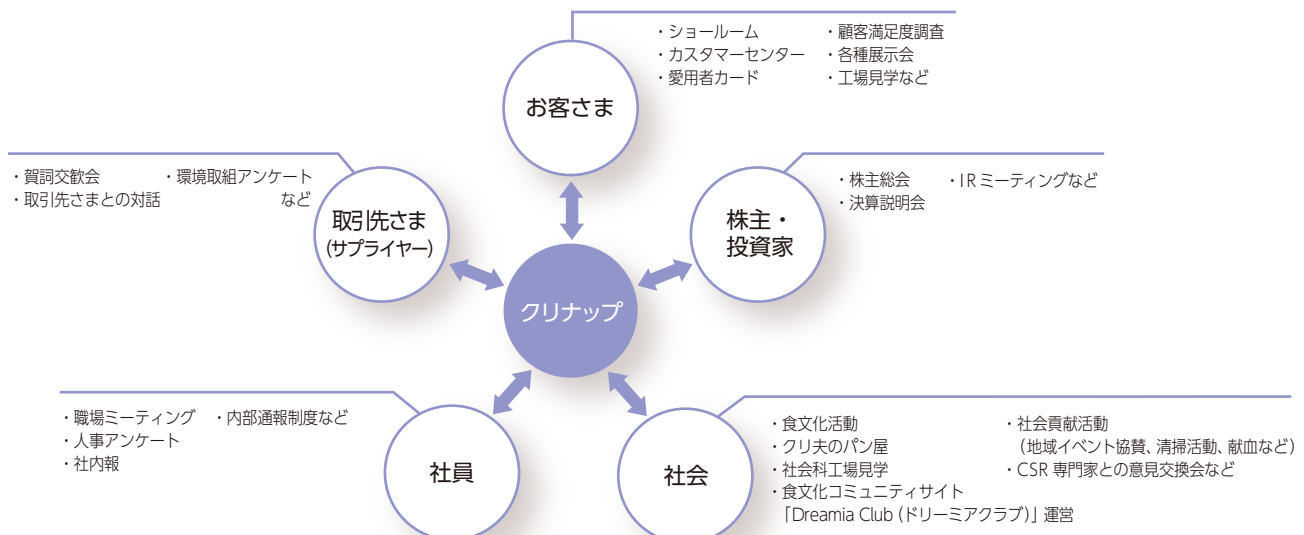 ・ショールーム
・カスタマーセンター
・愛用者カード
・顧客満足度調査
・各種展示会
・工場見学など
お客さま
・賀詞交歓会
・取引先さまとの対話
・環境取組アンケート
など
取引先さま
(サプライヤー)
・株主総会
・決算説明会
・IRミーティングなど
株主・
投資家
クリナップ
・職場ミーティング
・人事アンケート
・社内報
・内部通報制度など
社員
・食文化活動
・クリ夫のパン屋
・社会科工場見学
・食文化コミュニティサイト
「Dreamia Club（ドリーミアクラブ）」運営
・社会貢献活動
（地域イベント協賛、清掃活動、献血など）
・CSR 専門家との意見交換会など
社会